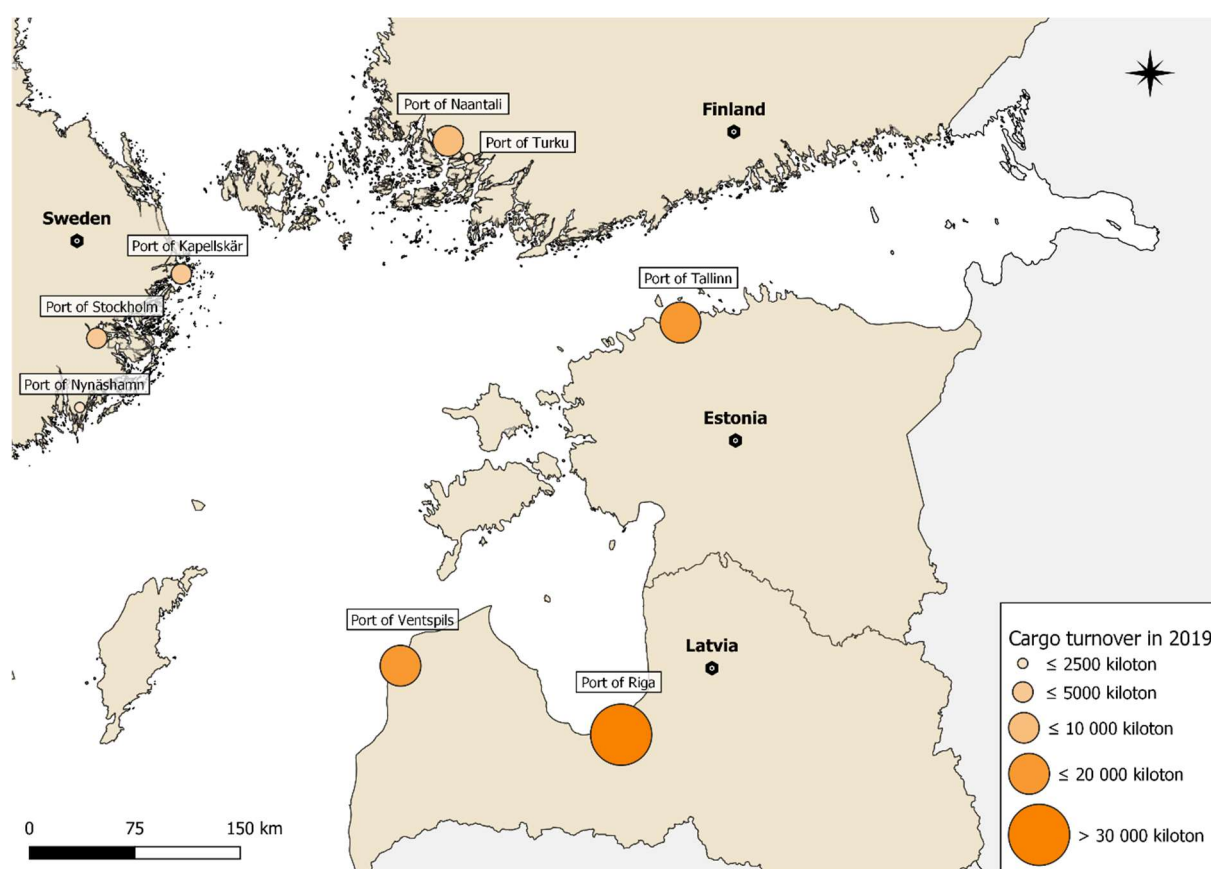 Port of Naantali
Finland
Port of Turku
Sweden
Port of Kapellskär
Port of Tallinn
Port of Stockholm
Port of Nynäshamn
Estonia
Port of Ventspils
Latvia
Port of Riga
Cargo turnover in 2019
≤ 2500 kiloton
≤ 5000 kiloton
≤ 10 000 kiloton
≤ 20 000 kiloton
> 30 000 kiloton
0 75 150 km